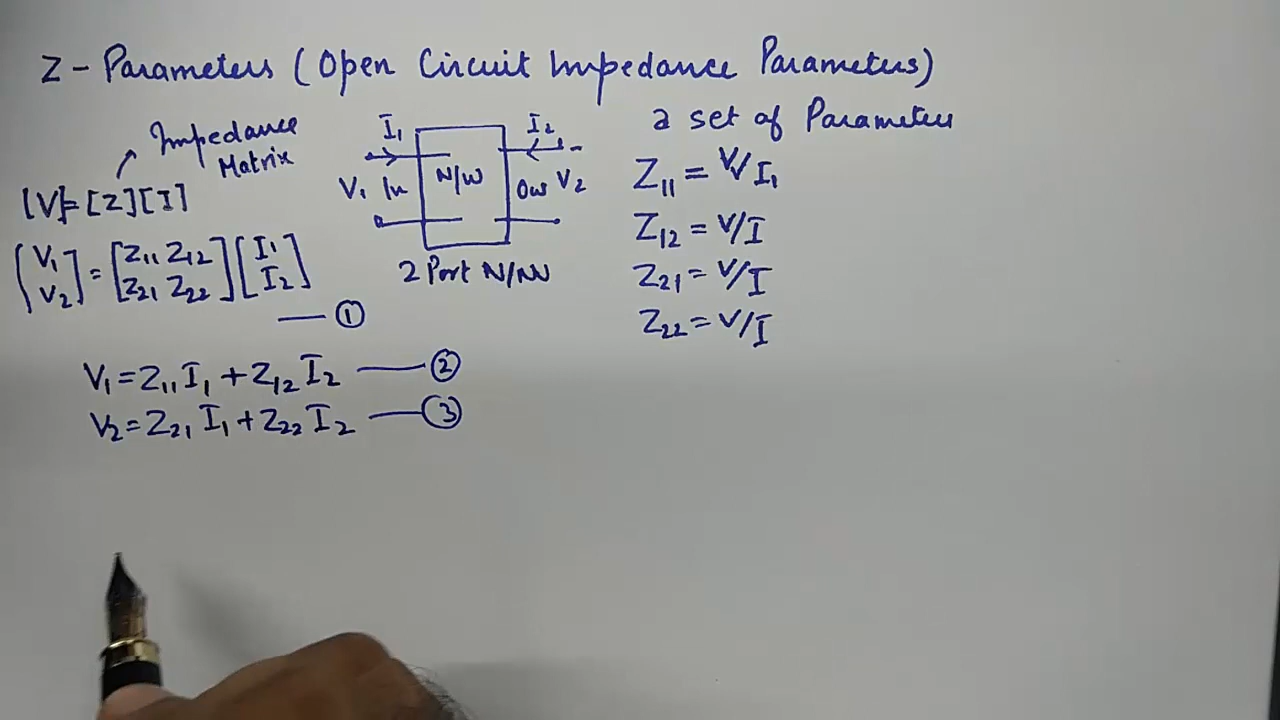 Z - Parameters (Open Circuit Impedance Parameters)
Impedance
Matrix
[V]=[Z][I]
[V₁ V₂] = [Z₁₁ Z₁₂ Z₂₁ Z₂₂] [I₁ I₂]
— ①
I₁ I₂
V₁ In N/W Out V₂
2 Port N/W
a set of Parameters
Z₁₁ = V/I₁
Z₁₂ = V/I
Z₂₁ = V/I
Z₂₂ = V/I
V₁ = Z₁₁ I₁ + Z₁₂ I₂ — ②
V₂ = Z₂₁ I₁ + Z₂₂ I₂ — ③